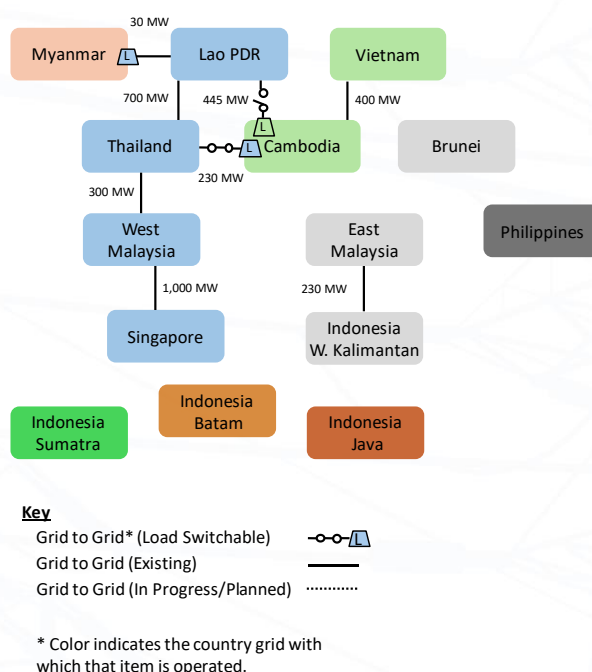 30 MW
Myanmar
L
Lao PDR
Vietnam
700 MW
445 MW
400 MW
L
Thailand
L
Cambodia
Brunei
230 MW
300 MW
West
Malaysia
East
Malaysia
Philippines
1,000 MW
230 MW
Singapore
Indonesia
W. Kalimantan
Indonesia
Sumatra
Indonesia
Batam
Indonesia
Java
Key
Grid to Grid* (Load Switchable)
L
Grid to Grid (Existing)
Grid to Grid (In Progress/Planned)
* Color indicates the country grid with
which that item is operated.